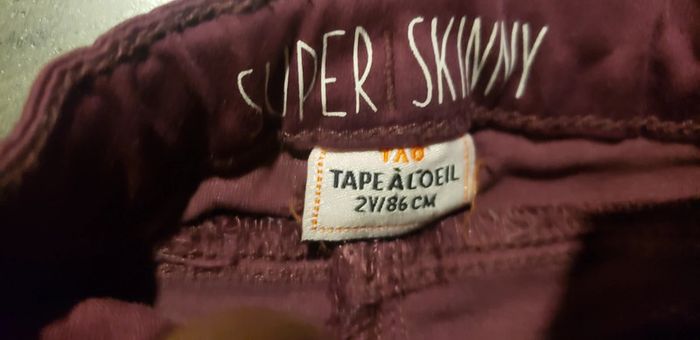 SUPER SKINNY
TAO
TAPE À L'OEIL
2Y/86 CM